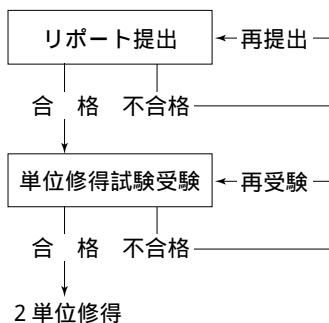 リポート提出 再提出
合 格 不合格
単位修得試験受験 再受験
合 格 不合格
2単位修得